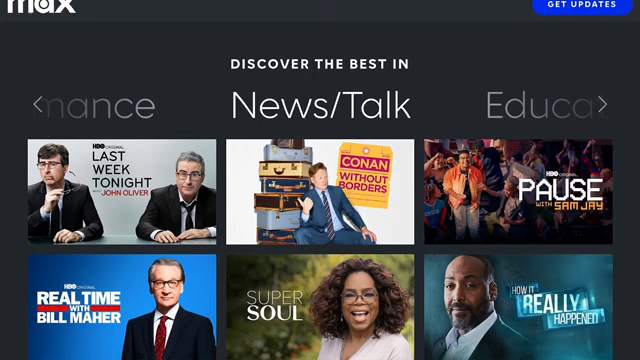 max
GET UPDATES
DISCOVER THE BEST IN
mance
News/Talk
Educa
HBO ORIGINAL
LAST
WEEK
TONIGHT
WITH JOHN OLIVER
CONAN
WITHOUT
BORDERS
HBO ORIGINAL
PAUSE
WITH SAM JAY
HBO ORIGINAL
REAL TIME
WITH
BILL MAHER
SUPER
SOUL
HOW IT
REALLY
HAPPENED